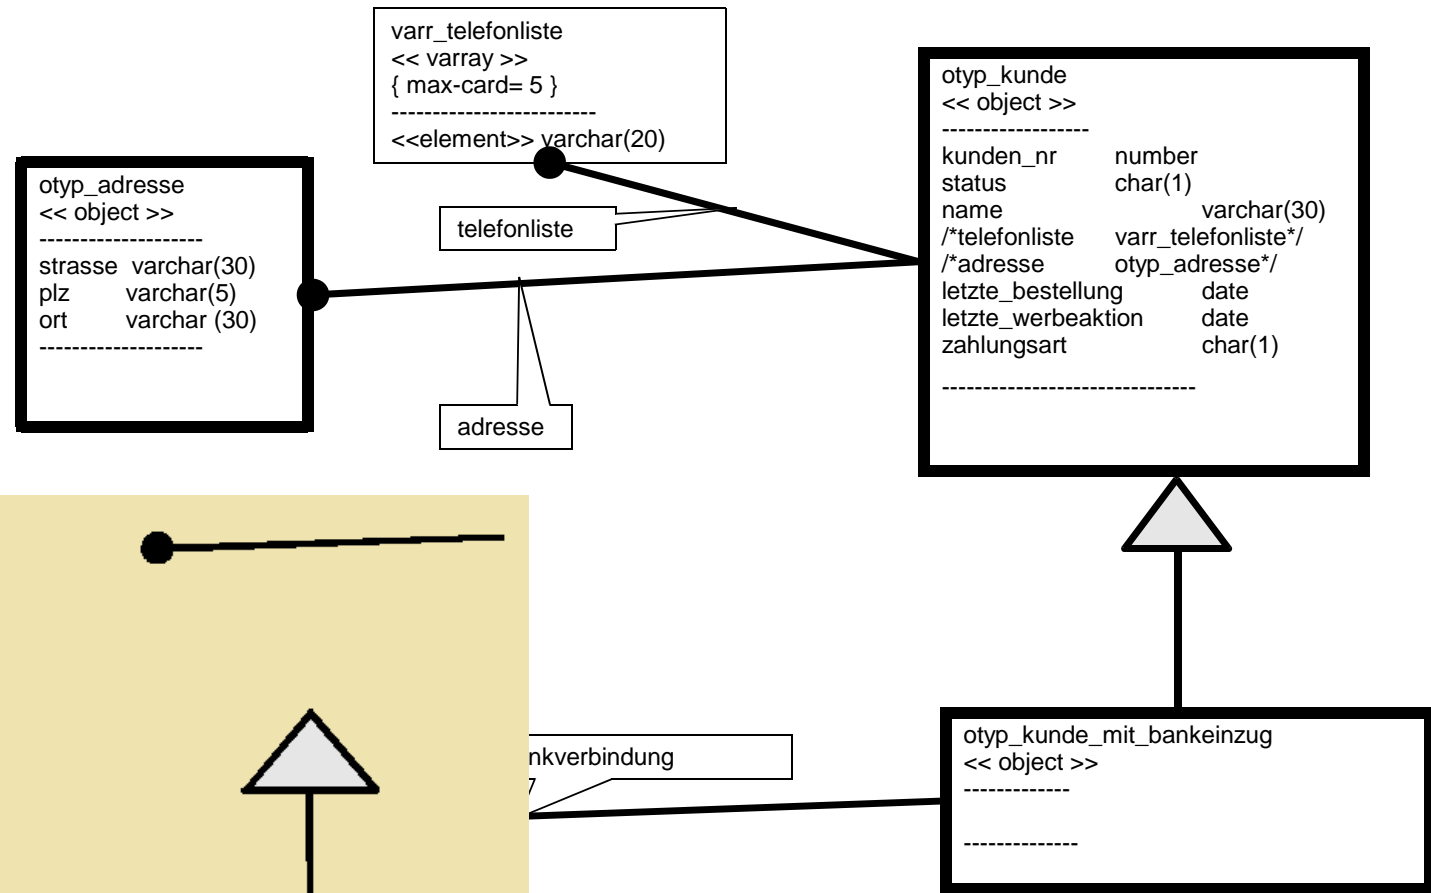 varr_telefonliste
<< varray >>
{ max-card= 5 }
-------------------------
<<element>> varchar(20)
otyp_kunde
<< object >>
------------------
kunden_nr number
status char(1)
name varchar(30)
/*telefonliste varr_telefonliste*/
/*adresse otyp_adresse*/
letzte_bestellung date
letzte_werbeaktion date
zahlungsart char(1)
-------------------------------
otyp_adresse
<< object >>
--------------------
strasse varchar(30)
plz varchar(5)
ort varchar (30)
--------------------
telefonliste
adresse
nkverbindung
otyp_kunde_mit_bankeinzug
<< object >>
-------------
--------------